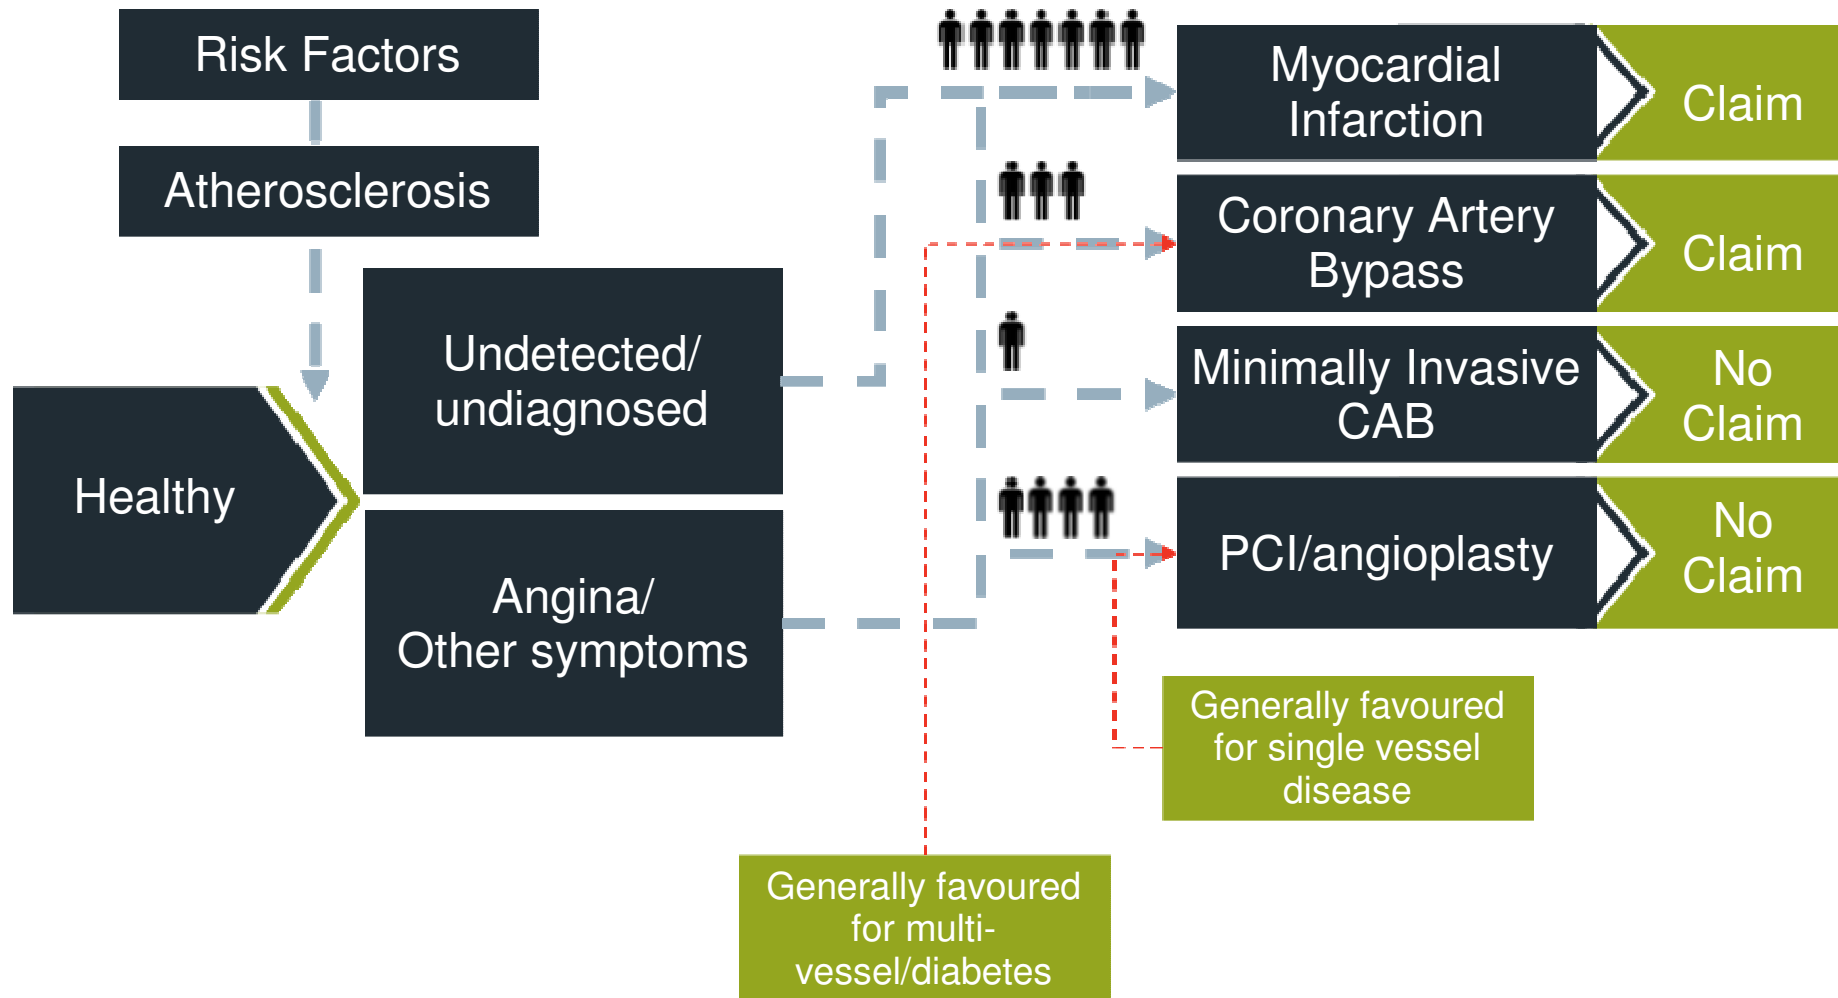 Risk Factors
Atherosclerosis
Healthy
Undetected/
undiagnosed
Angina/
Other symptoms
Myocardial
Infarction
Claim
Coronary Artery
Bypass
Claim
Minimally Invasive
CAB
No
Claim
PCI/angioplasty
No
Claim
Generally favoured
for single vessel
disease
Generally favoured
for multi-
vessel/diabetes